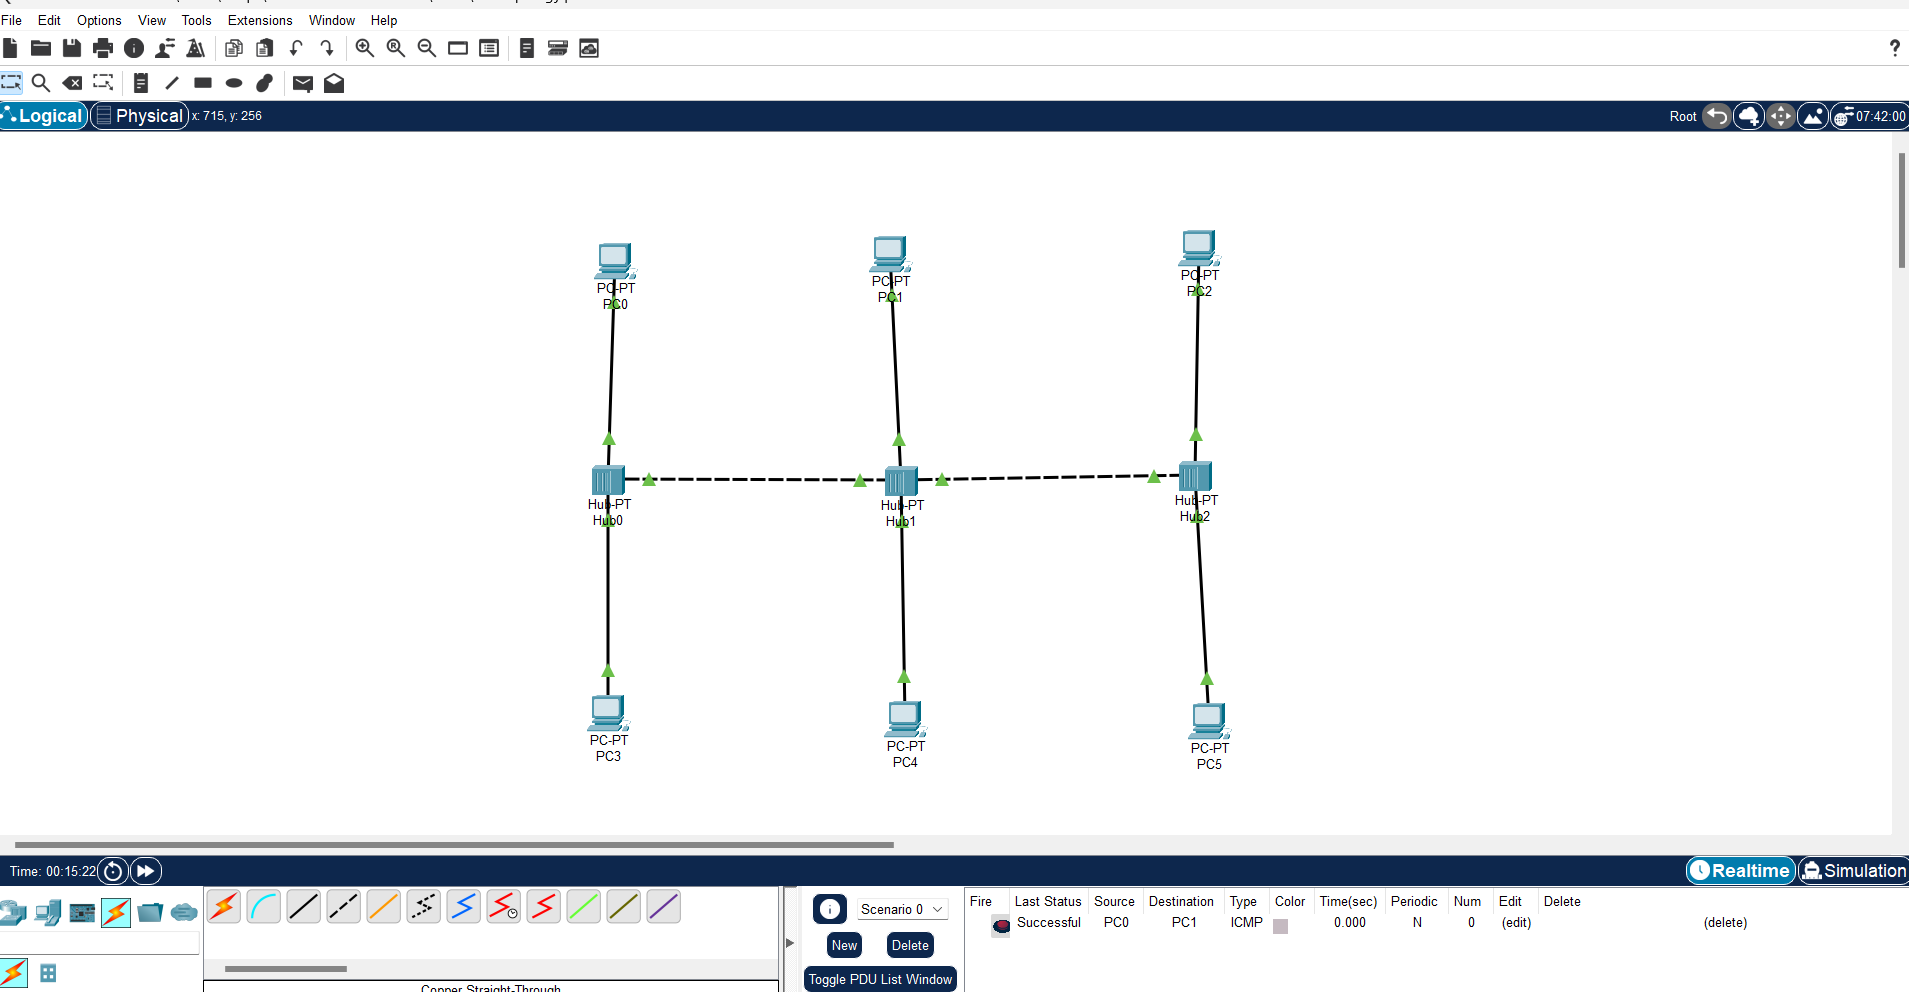 File Edit Options View Tools Extensions Window Help
?
Logical Physical x: 715, y: 256 Root 07:42:00
PC-PT
PC0
PC-PT
PC1
PC-PT
PC2
Hub-PT
Hub0
Hub-PT
Hub1
Hub-PT
Hub2
PC-PT
PC3
PC-PT
PC4
PC-PT
PC5
Time: 00:15:22 Realtime Simulation
Scenario 0
New Delete
Toggle PDU List Window
Fire Last Status Source Destination Type Color Time(sec) Periodic Num Edit Delete
Successful PC0 PC1 ICMP 0.000 N 0 (edit) (delete)
Copper Straight-Through